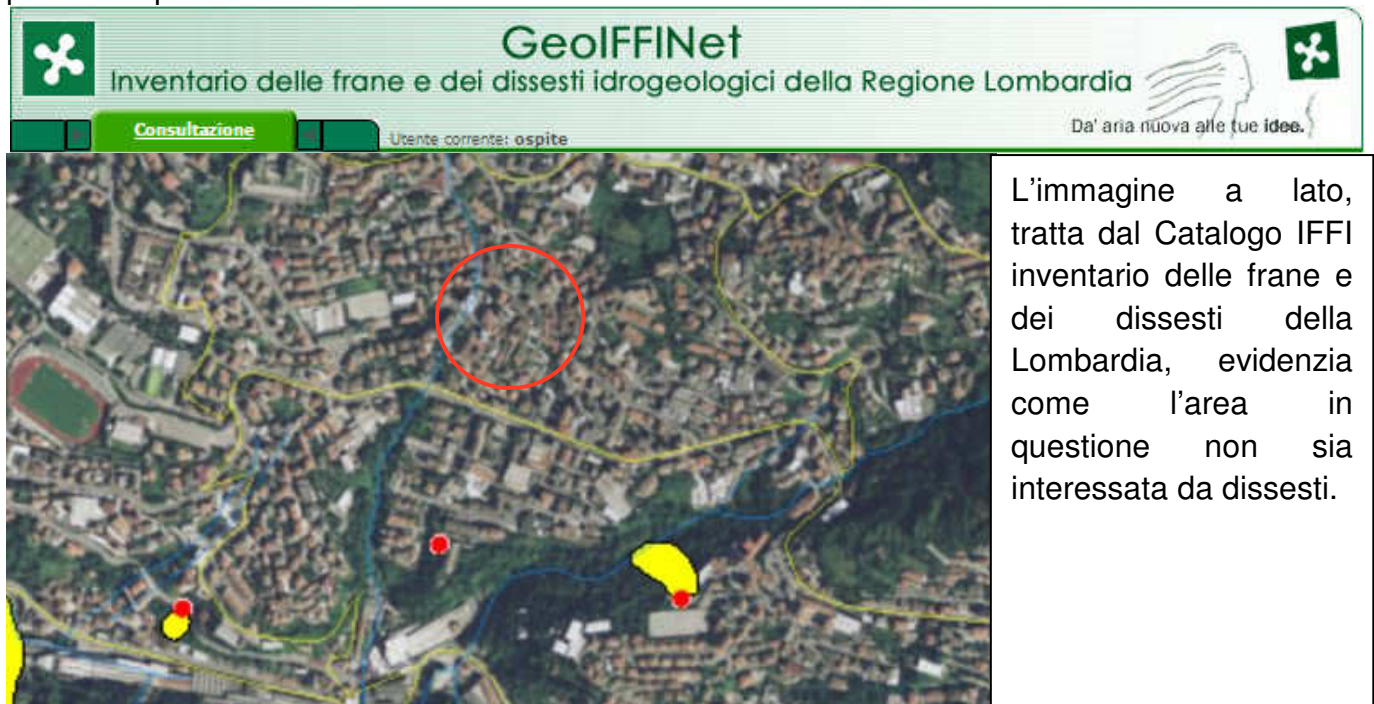 GeoIFFINet
Inventario delle frane e dei dissesti idrogeologici della Regione Lombardia
Consultazione
Utente corrente: ospite
Da' aria nuova alle tue idee.
L'immagine a lato,
tratta dal Catalogo IFFI
inventario delle frane e
dei dissesti della
Lombardia, evidenzia
come l'area in
questione non sia
interessata da dissesti.